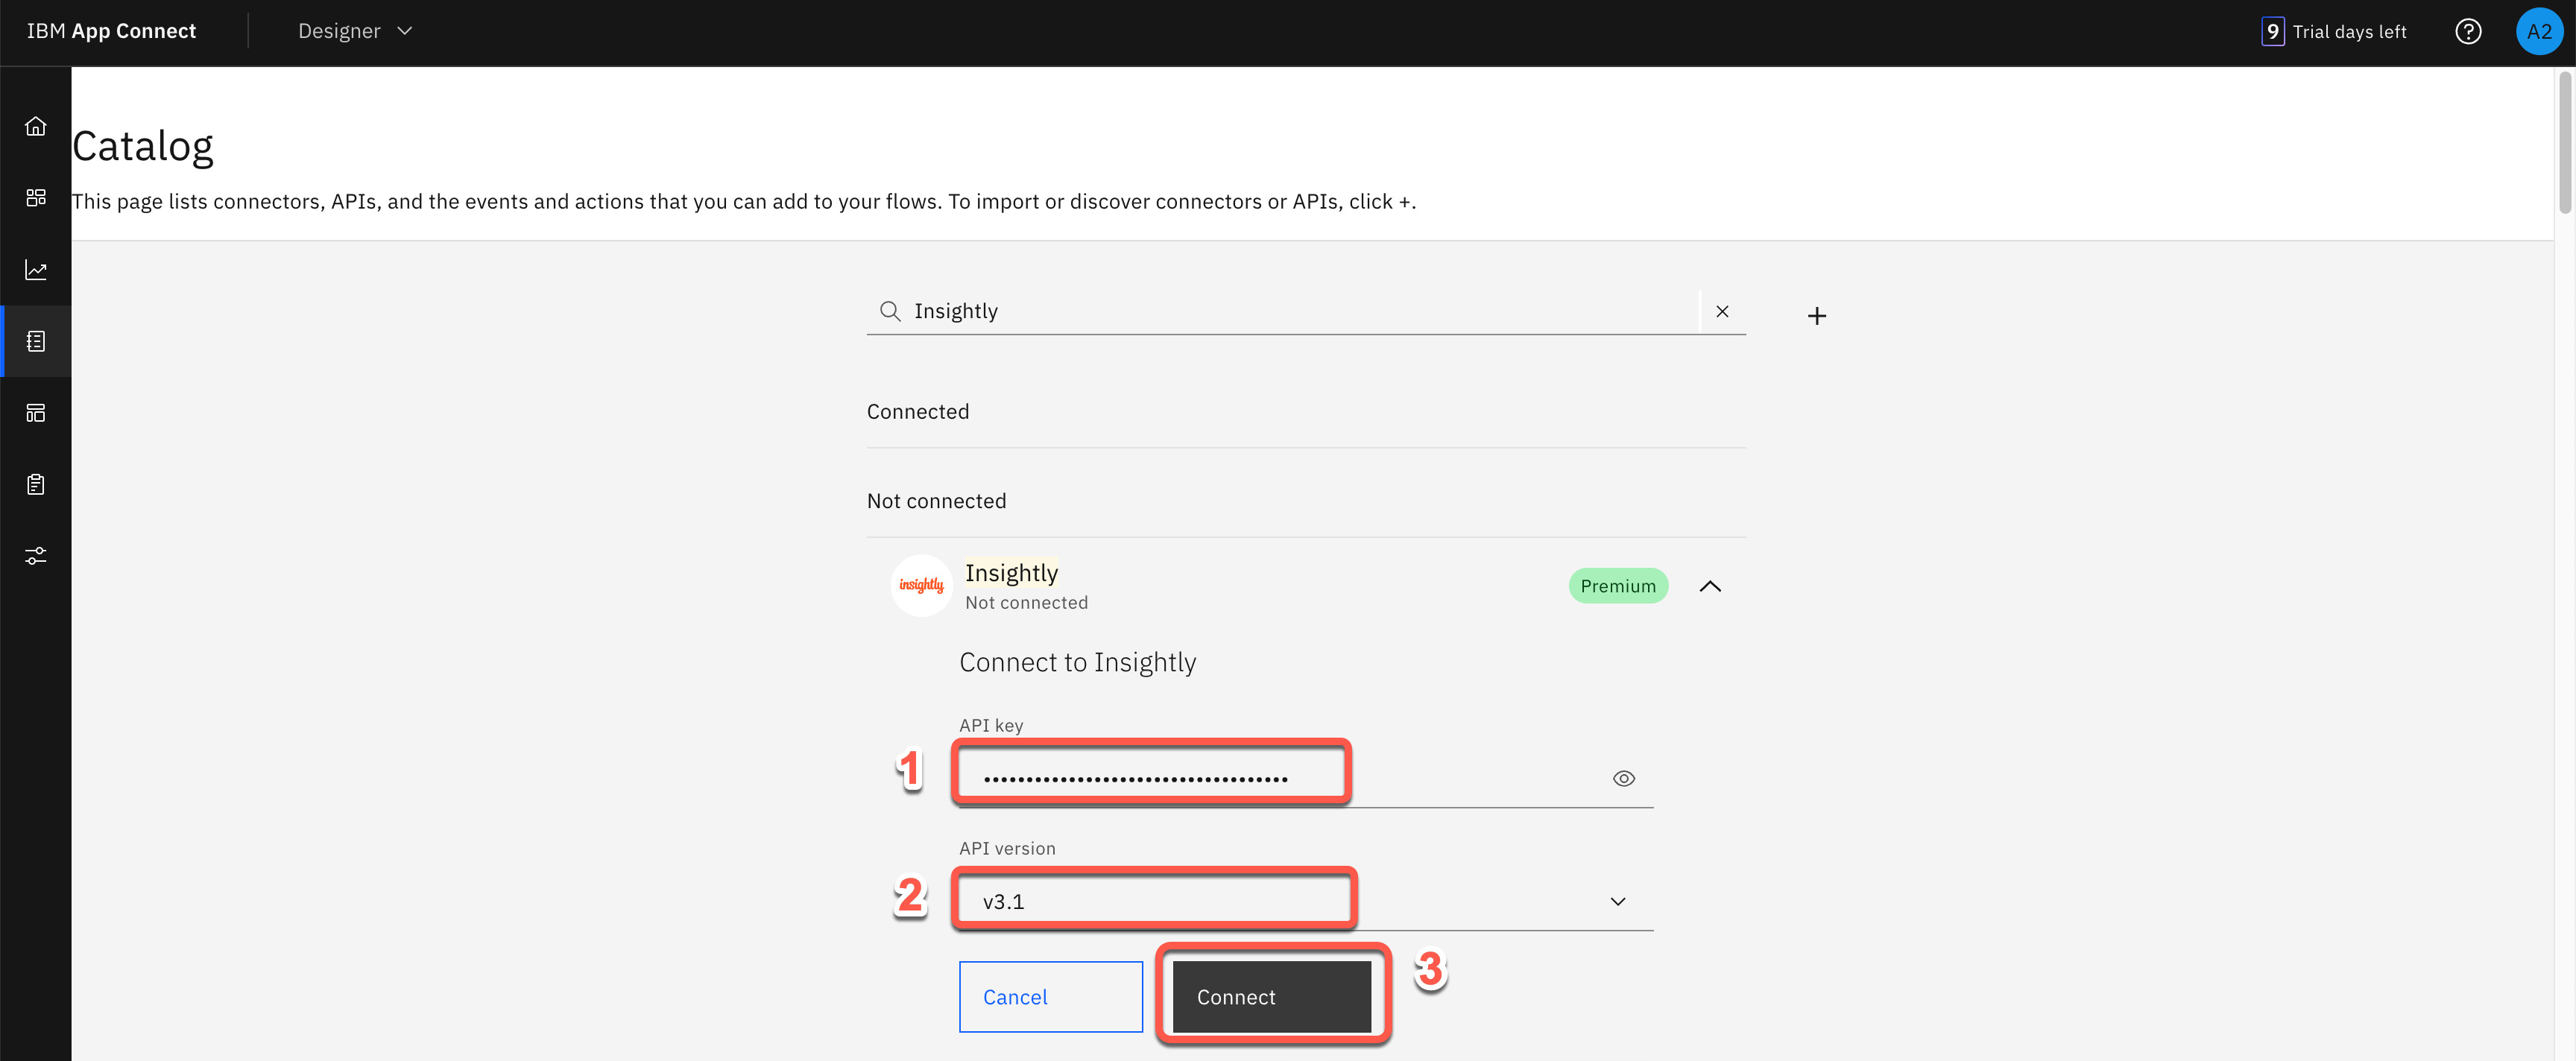 IBM App Connect
Designer
9 Trial days left
A2
Catalog
This page lists connectors, APIs, and the events and actions that you can add to your flows. To import or discover connectors or APIs, click +.
Insightly
Connected
Not connected
insightly
Insightly
Not connected
Premium
Connect to Insightly
API key
1
••••••••••••••••••••••••••••••••••••
API version
2
v3.1
Cancel
Connect
3